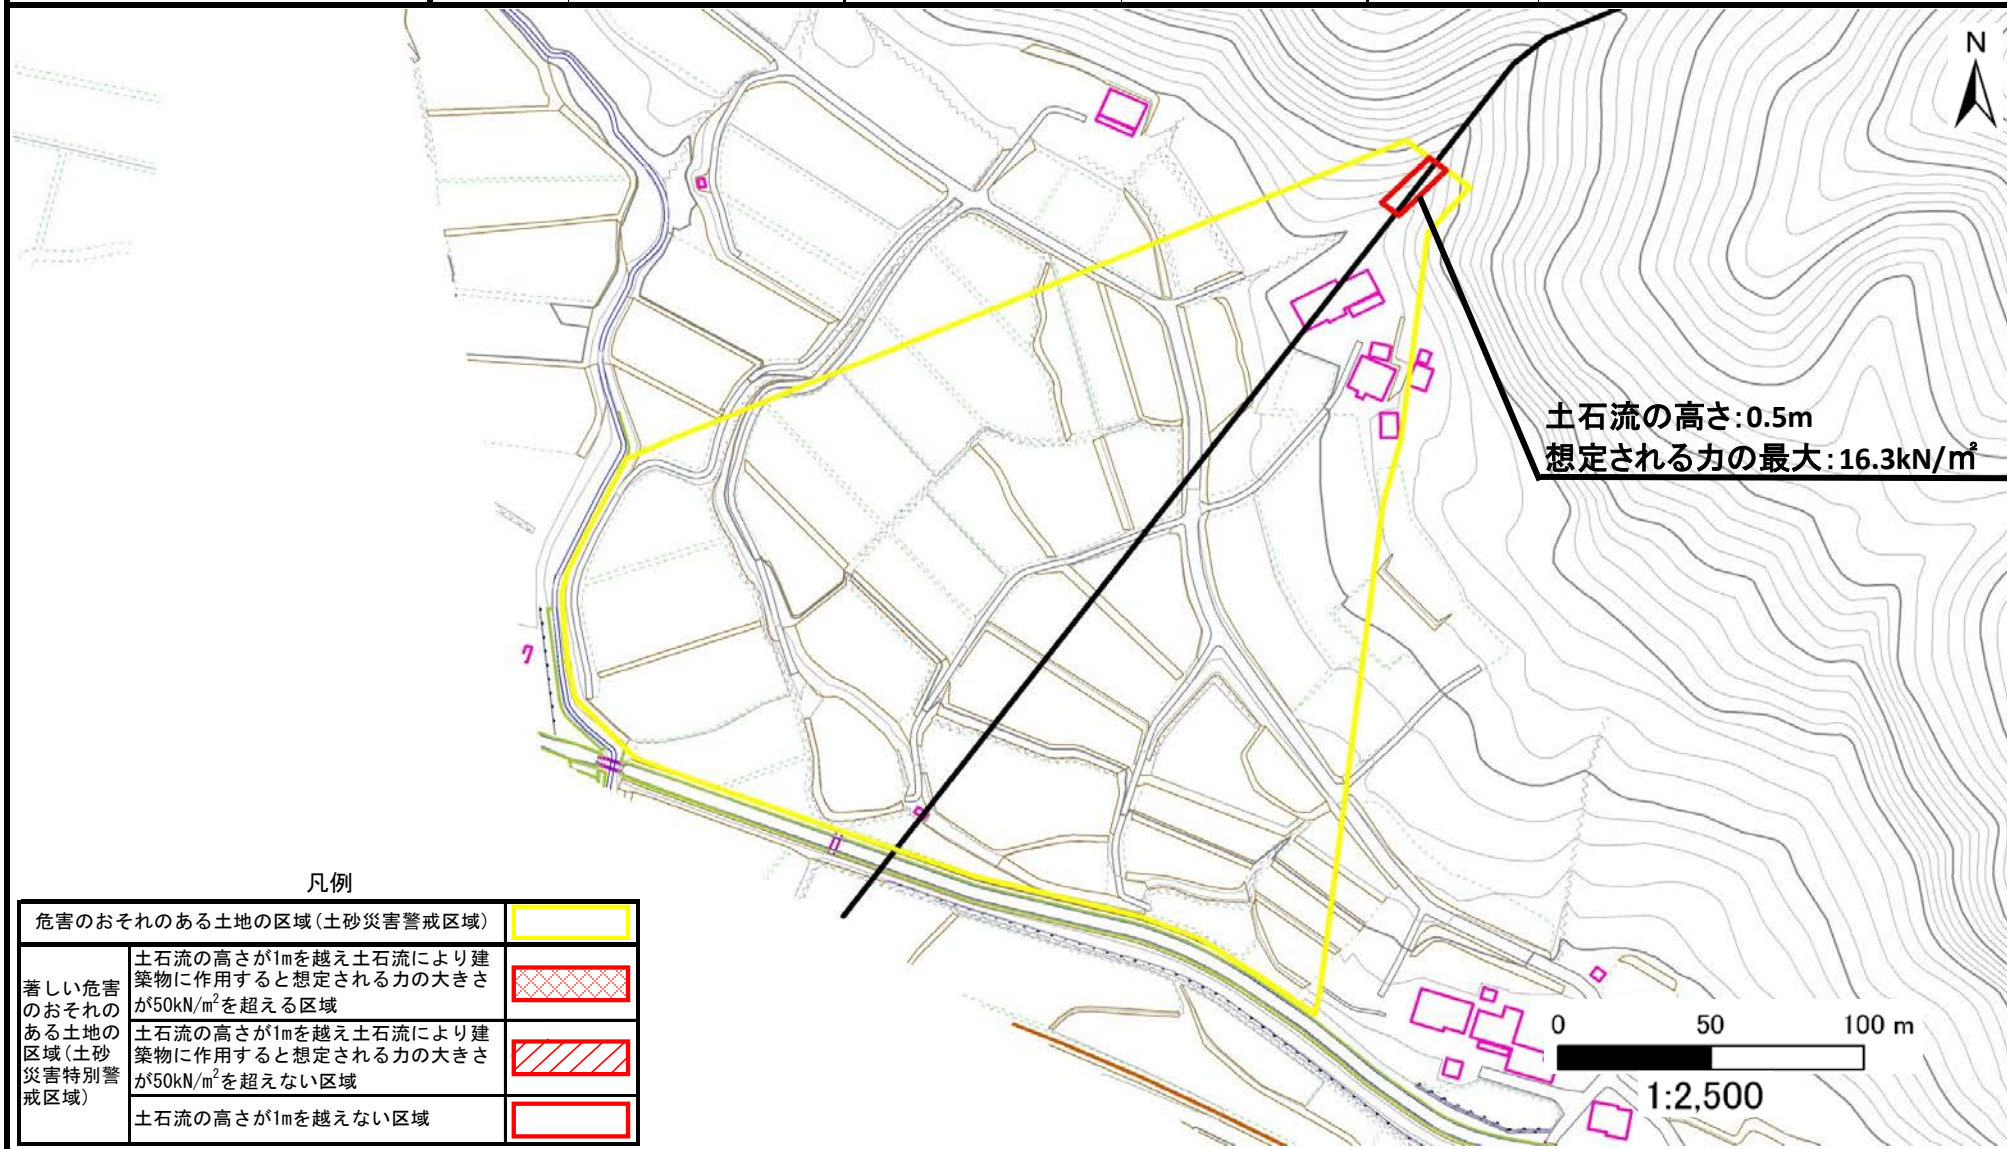 N
土石流の高さ:0.5m
想定される力の最大:16.3kN/㎡
凡例
危害のおそれのある土地の区域(土砂災害警戒区域)
著しい危害
のおそれの
ある土地の
区域(土砂
災害特別警
戒区域)
土石流の高さが1mを越え土石流により建
築物に作用すると想定される力の大きさ
が50kN/m²を超える区域
土石流の高さが1mを越え土石流により建
築物に作用すると想定される力の大きさ
が50kN/m²を超えない区域
土石流の高さが1mを越えない区域
0 50 100 m
1:2,500